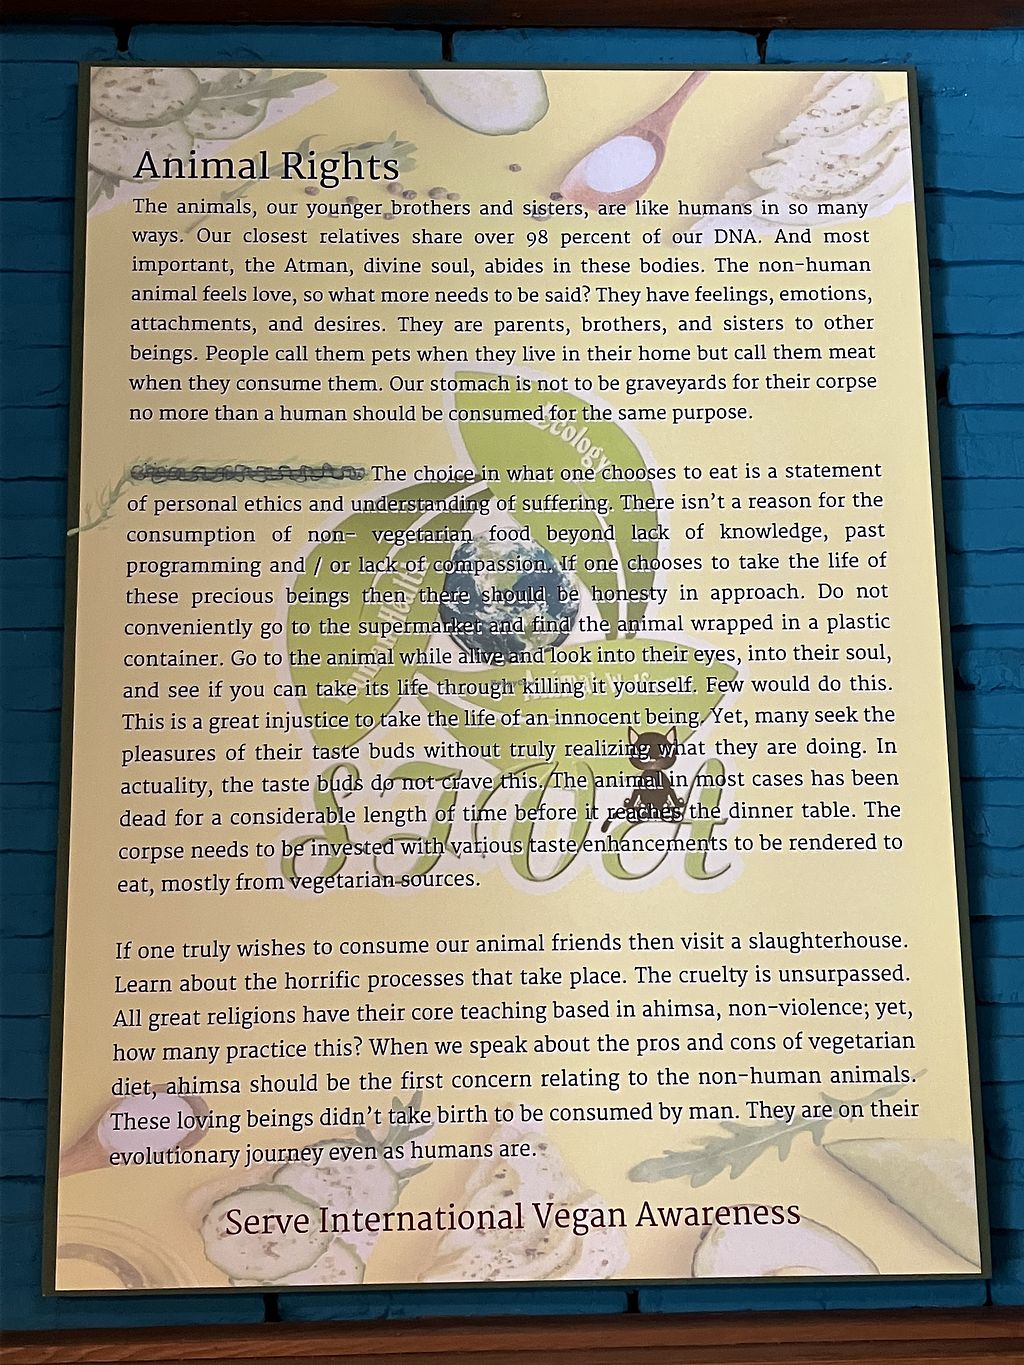 Animal Rights
The animals, our younger brothers and sisters, are like humans in so many
ways. Our closest relatives share over 98 percent of our DNA. And most
important, the Atman, divine soul, abides in these bodies. The non-human
animal feels love, so what more needs to be said? They have feelings, emotions,
attachments, and desires. They are parents, brothers, and sisters to other
beings. People call them pets when they live in their home but call them meat
when they consume them. Our stomach is not to be graveyards for their corpse
no more than a human should be consumed for the same purpose.
Ecology
The choice in what one chooses to eat is a statement
of personal ethics and understanding of suffering. There isn't a reason for the
consumption of non- vegetarian food beyond lack of knowledge, past
programming and / or lack of compassion. If one chooses to take the life of
these precious beings then there should be honesty in approach. Do not
conveniently go to the supermarket and find the animal wrapped in a plastic
container. Go to the animal while alive and look into their eyes, into their soul,
and see if you can take its life through killing it yourself. Few would do this.
This is a great injustice to take the life of an innocent being. Yet, many seek the
pleasures of their taste buds without truly realizing what they are doing. In
actuality, the taste buds do not crave this. The animal in most cases has been
dead for a considerable length of time before it reaches the dinner table. The
corpse needs to be invested with various taste enhancements to be rendered to
eat, mostly from vegetarian sources.
If one truly wishes to consume our animal friends then visit a slaughterhouse.
Learn about the horrific processes that take place. The cruelty is unsurpassed.
All great religions have their core teaching based in ahimsa, non-violence; yet,
how many practice this? When we speak about the pros and cons of vegetarian
diet, ahimsa should be the first concern relating to the non-human animals.
These loving beings didn't take birth to be consumed by man. They are on their
evolutionary journey even as humans are.
Serve International Vegan Awareness